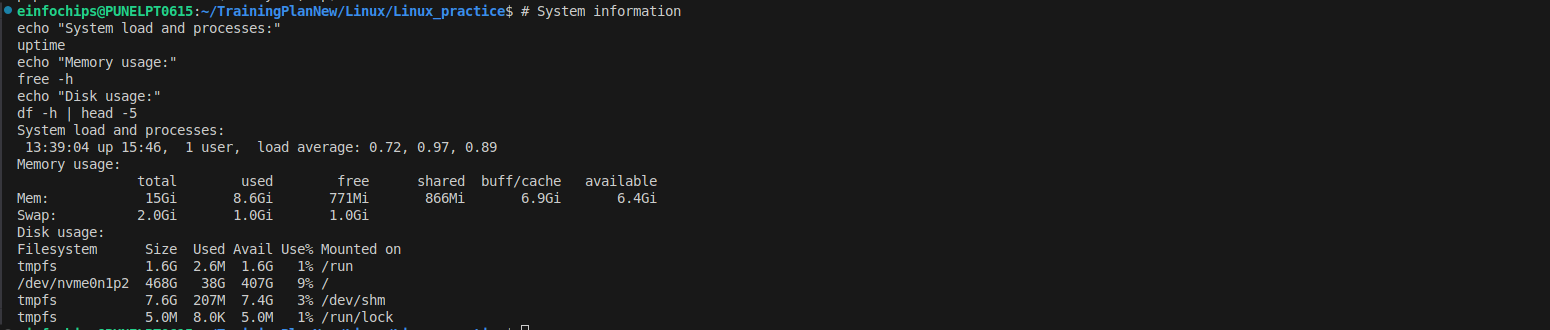 einfochips@PUNELPT0615:~/TrainingPlanNew/Linux/Linux_practice$ # System information
echo "System load and processes:"
uptime
echo "Memory usage:"
free -h
echo "Disk usage:"
df -h | head -5
System load and processes:
 13:39:04 up 15:46,  1 user,  load average: 0.72, 0.97, 0.89
Memory usage:
               total        used        free      shared  buff/cache   available
Mem:            15Gi       8.6Gi       771Mi       866Mi       6.9Gi       6.4Gi
Swap:          2.0Gi       1.0Gi       1.0Gi
Disk usage:
Filesystem      Size  Used Avail Use% Mounted on
tmpfs           1.6G  2.6M  1.6G   1% /run
/dev/nvme0n1p2  468G   38G  407G   9% /
tmpfs           7.6G  207M  7.4G   3% /dev/shm
tmpfs           5.0M  8.0K  5.0M   1% /run/lock